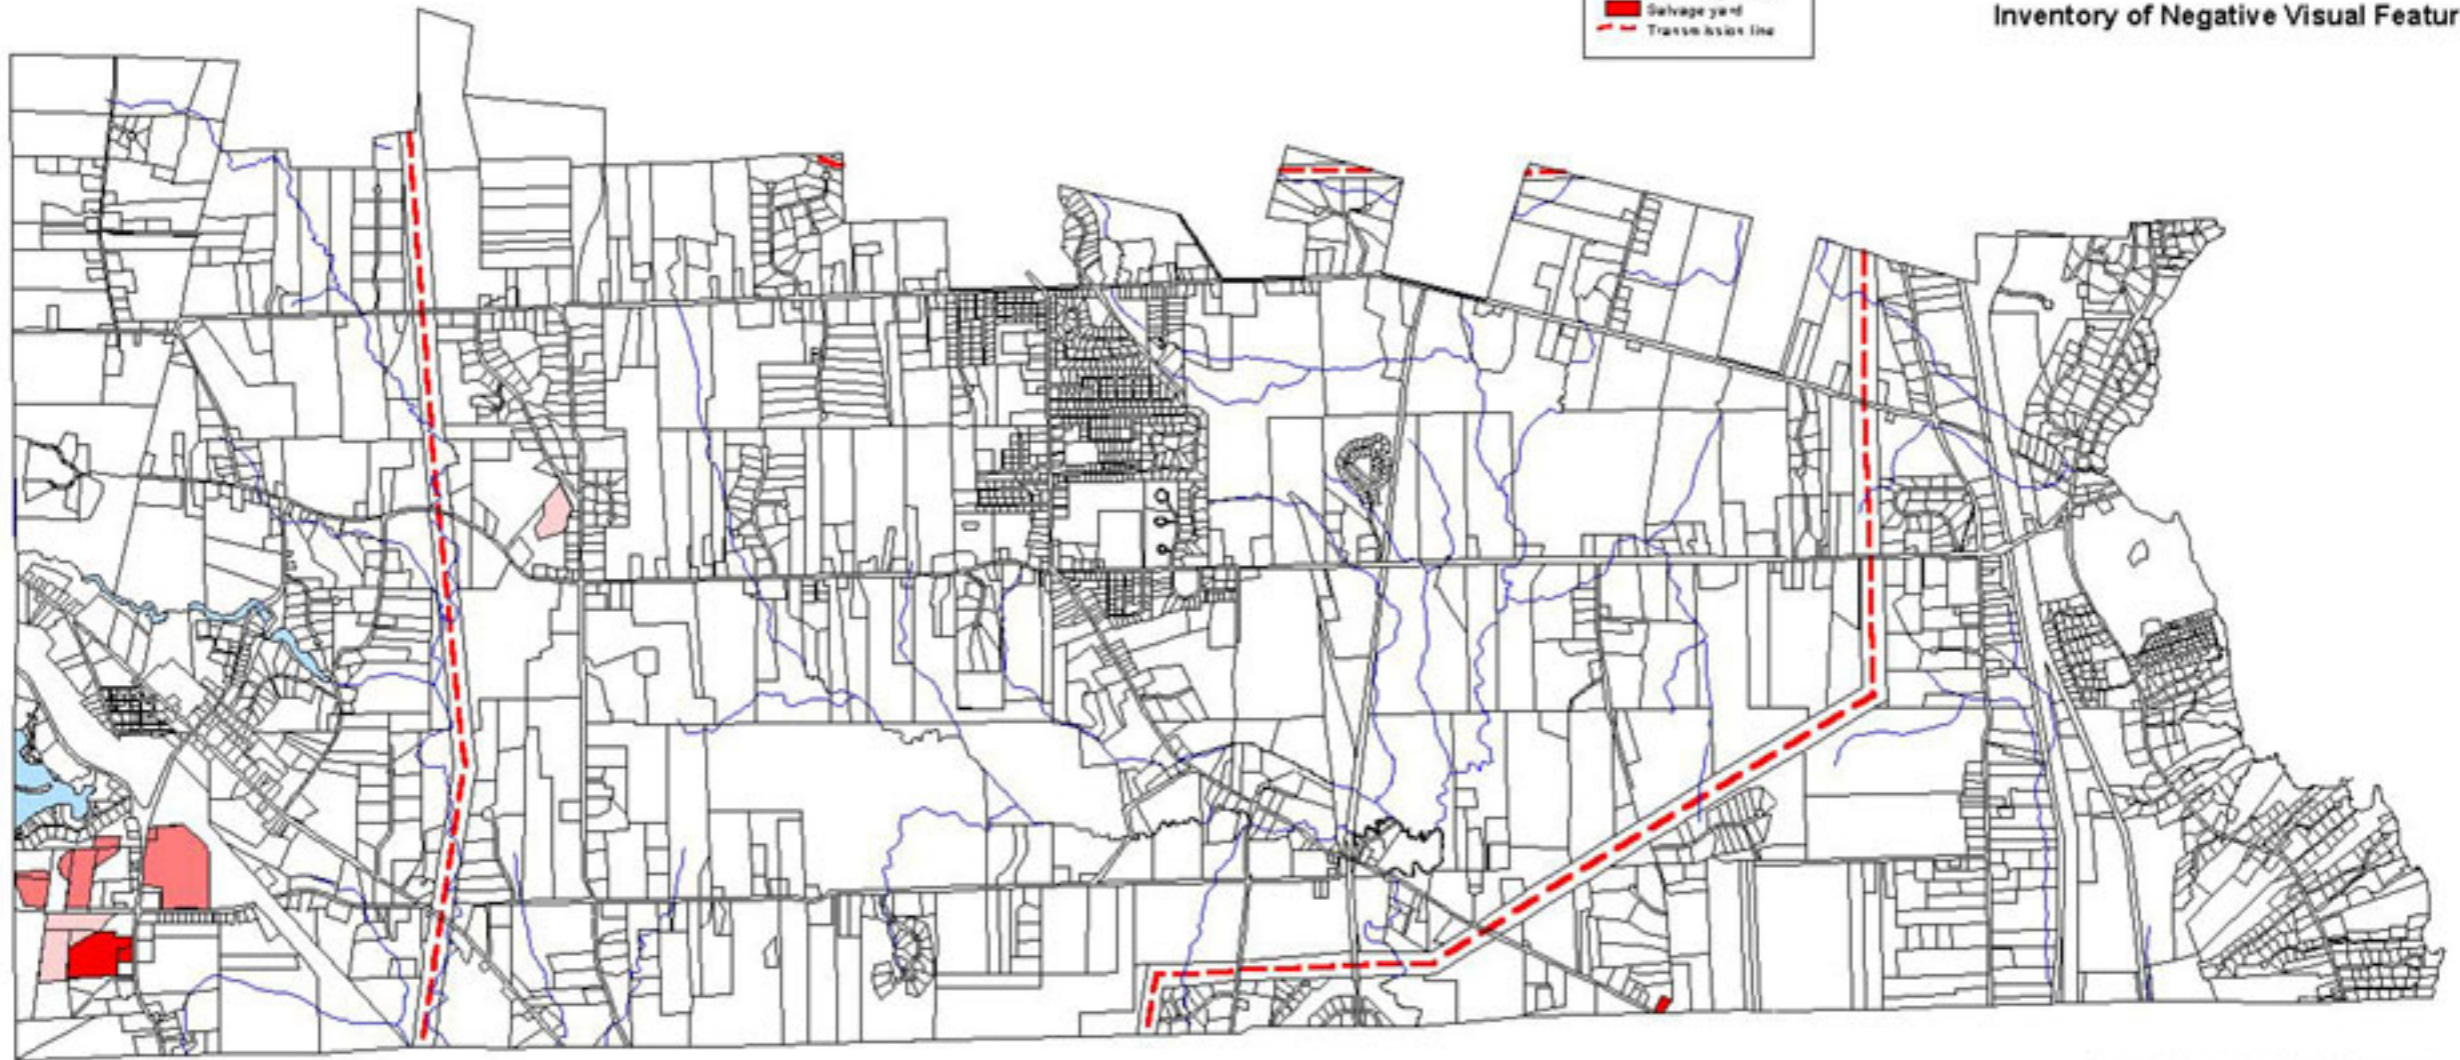 Salvage yard
Transmission line
Inventory of Negative Visual Featur